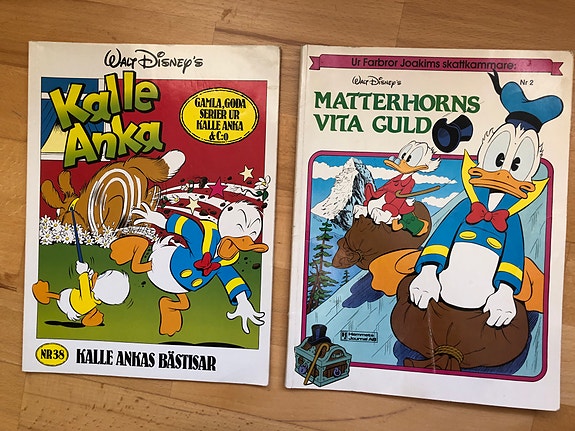 Walt Disney's
Kalle
Anka
GAMLA, GODA
SERIER UR
KALLE ANKA
& C:O
NR 38
KALLE ANKAS BÄSTISAR
Ur Farbror Joakims skattkammare:
Walt Disney's
Nr 2
MATTERHORNS
VITA GULD
H
Hemmets
Journal AB